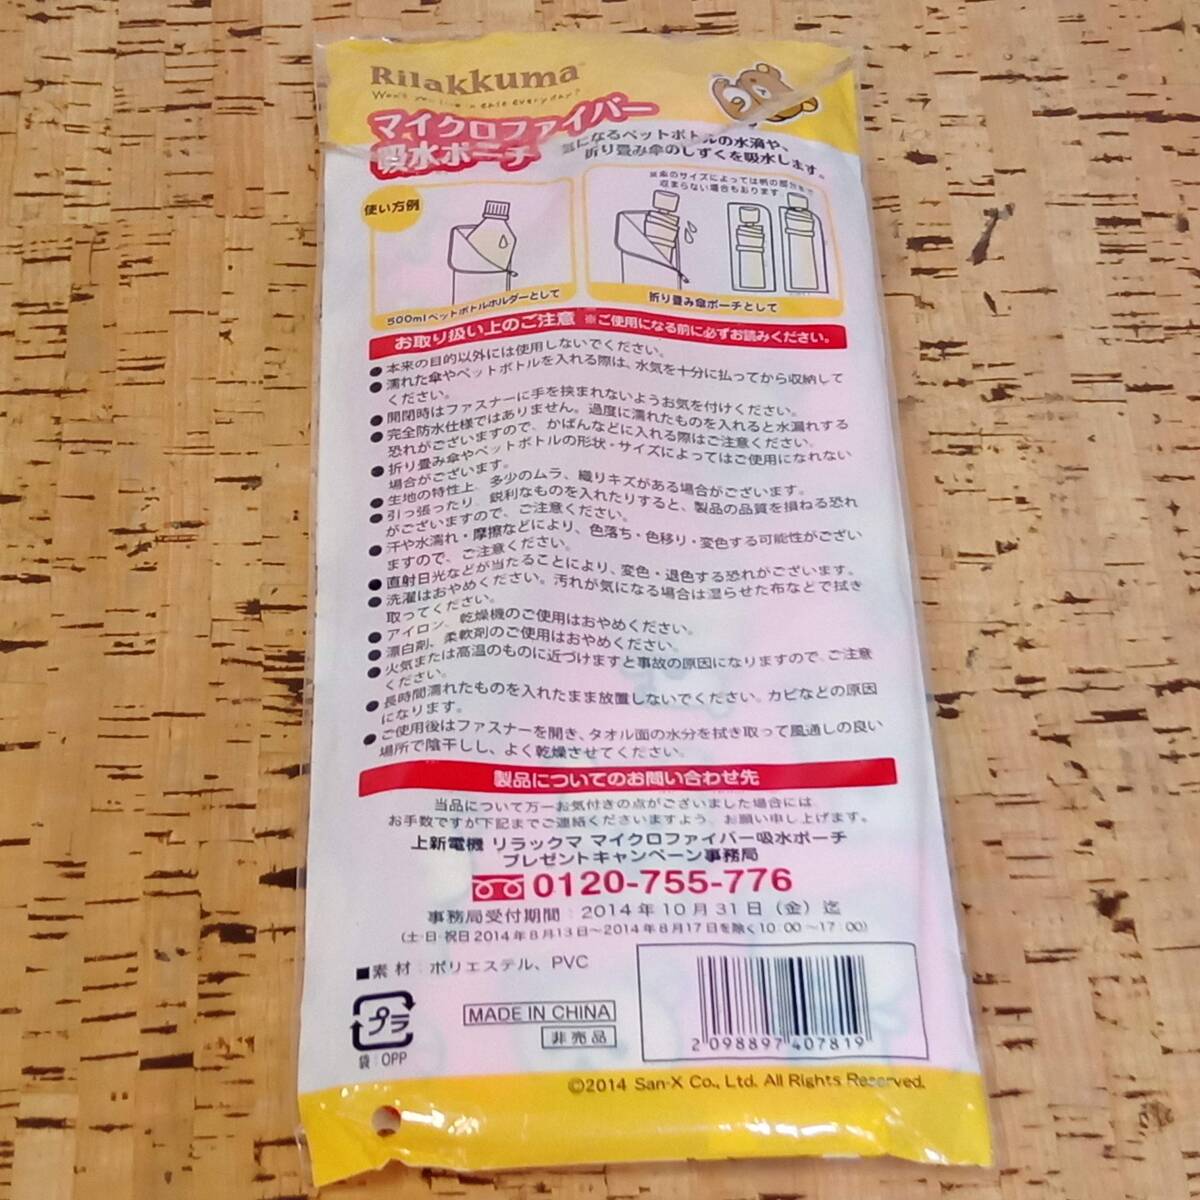 Rilakkuma
マイクロファイバー
吸水ポーチ
気になるペットボトルの水滴や、
折り畳み傘のしずくを吸水します。
使い方例
500mlペットボトルホルダーとして
※傘のサイズによっては柄の部分まで
収まらない場合もあります
折り畳み傘ポーチとして
お取り扱い上のご注意 ※ご使用になる前に必ずお読みください。
●本来の目的以外には使用しないでください。
●濡れた傘やペットボトルを入れる際は、水気を十分に払ってから収納して
ください。
●開閉時はファスナーに手を挟まれないようお気を付けください。
●完全防水仕様ではありません。過度に濡れたものを入れると水漏れする
恐れがございますので、かばんなどに入れる際はご注意ください。
●折り畳み傘やペットボトルの形状・サイズによってはご使用になれない
場合がございます。
●生地の特性上、多少のムラ、織りキズがある場合がございます。
●引っ張ったり、鋭利なものを入れたりすると、製品の品質を損ねる恐れ
がございますので、ご注意ください。
●汗や水濡れ・摩擦などにより、色落ち・色移り・変色する可能性がござい
ますので、ご注意ください。
●直射日光などが当たることにより、変色・退色する恐れがございます。
●洗濯はおやめください。汚れが気になる場合は湿らせた布などで拭き
取ってください。
●アイロン、乾燥機のご使用はおやめください。
●漂白剤、柔軟剤のご使用はおやめください。
●火気または高温のものに近づけますと事故の原因になりますので、ご注意
ください。
●長時間濡れたものを入れたまま放置しないでください。カビなどの原因
になります。
●ご使用後はファスナーを開き、タオル面の水分を拭き取って風通しの良い
場所で陰干しし、よく乾燥させてください。
製品についてのお問い合わせ先
当品について万一お気付きの点がございました場合には
お手数ですが下記までご連絡くださいますよう、お願い申し上げます。
上新電機 リラックマ マイクロファイバー吸水ポーチ
プレゼントキャンペーン事務局
0120-755-776
事務局受付期間：2014年10月31日（金）迄
（土・日・祝日2014年8月13日～2014年8月17日を除く10:00～17:00）
■素材：ポリエステル、PVC
プラ
袋：OPP
MADE IN CHINA
非売品
2 098897 407819
©2014 San-X Co., Ltd. All Rights Reserved.